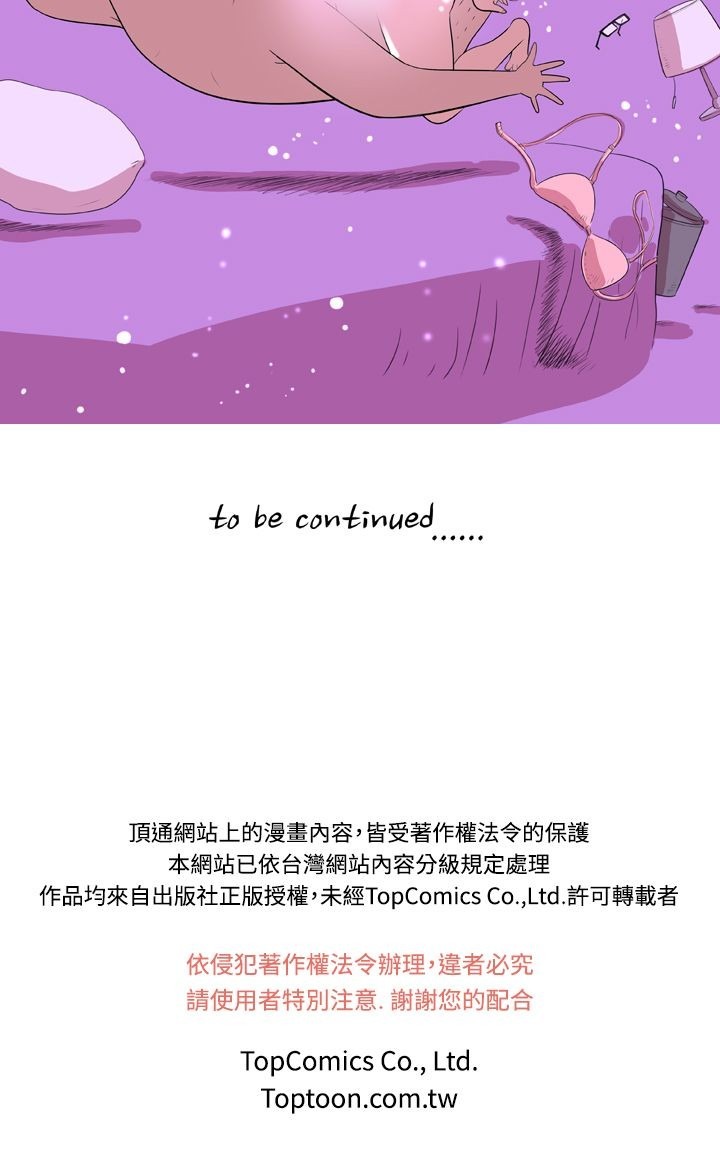 to be continued......
頂通網站上的漫畫內容，皆受著作權法令的保護
本網站已依台灣網站內容分級規定處理
作品均來自出版社正版授權，未經TopComics Co.,Ltd.許可轉載者
依侵犯著作權法令辦理，違者必究
請使用者特別注意. 謝謝您的配合
TopComics Co., Ltd.
Toptoon.com.tw